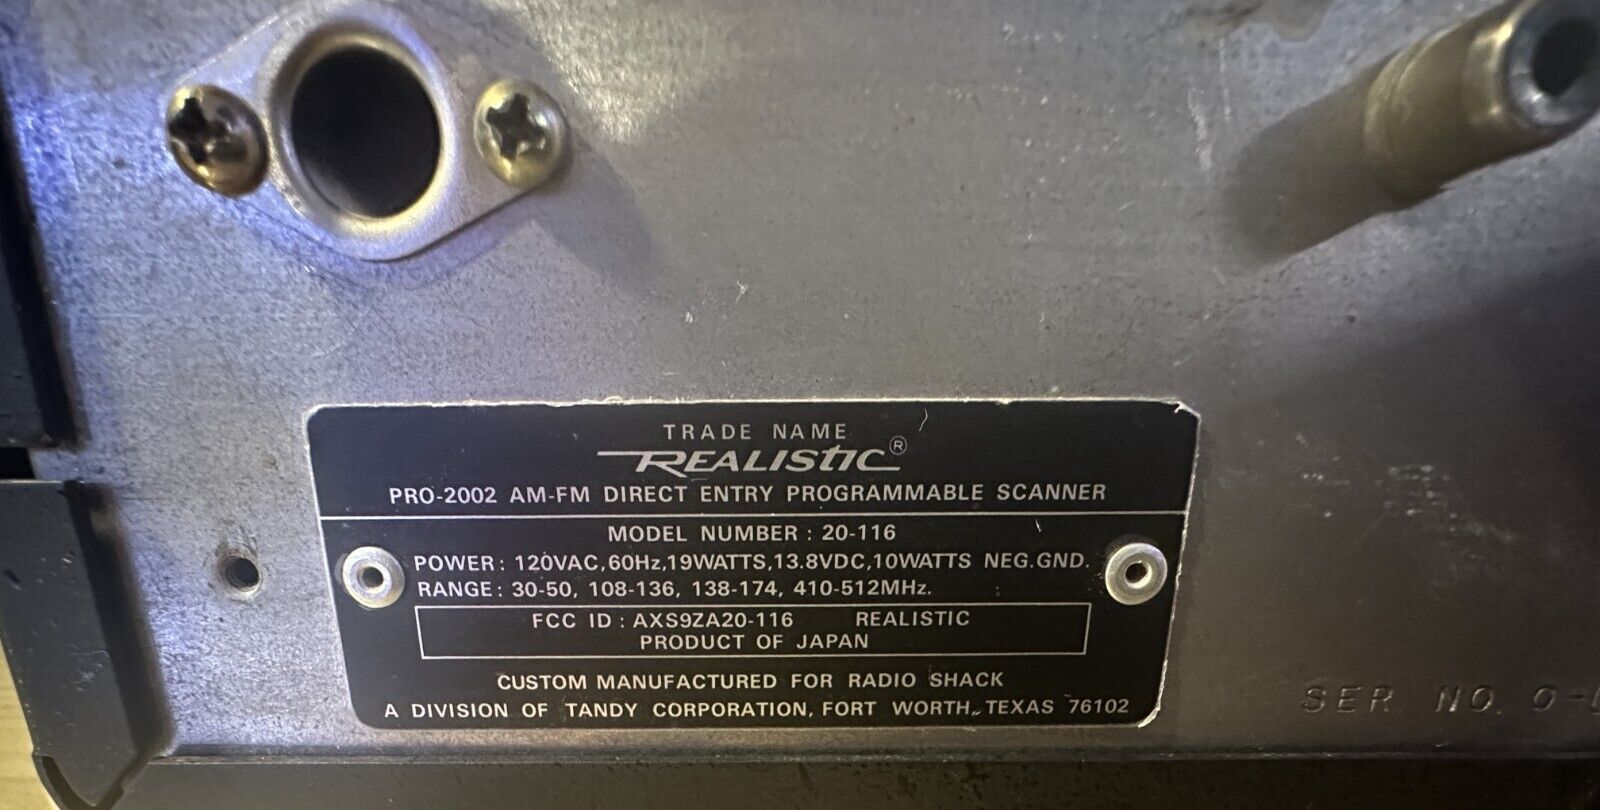 TRADE NAME
REALISTIC®
PRO-2002 AM-FM DIRECT ENTRY PROGRAMMABLE SCANNER
MODEL NUMBER : 20-116
POWER : 120VAC, 60Hz, 19WATTS, 13.8VDC, 10WATTS NEG. GND.
RANGE : 30-50, 108-136, 138-174, 410-512MHz.
FCC ID : AXS9ZA20-116 REALISTIC
PRODUCT OF JAPAN
CUSTOM MANUFACTURED FOR RADIO SHACK
A DIVISION OF TANDY CORPORATION, FORT WORTH, TEXAS 76102
SER NO. 0-